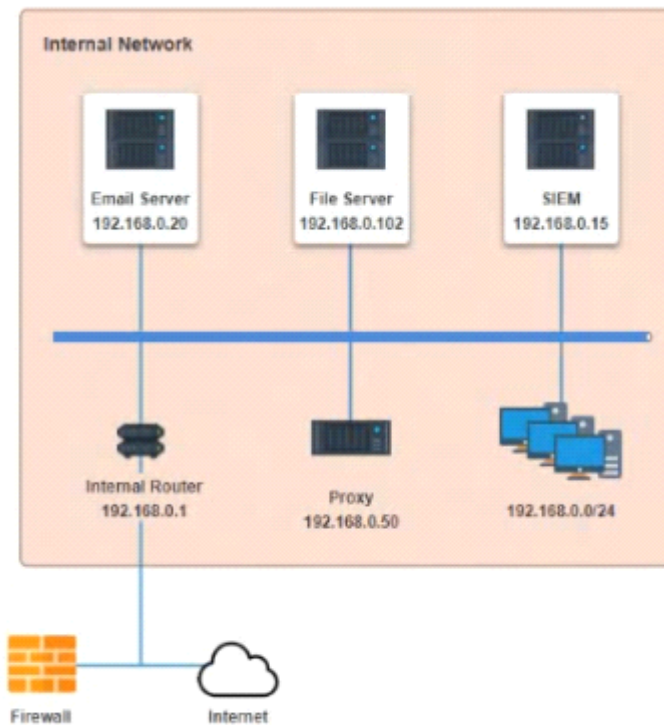 Internal Network
Email Server
192.168.0.20
File Server
192.168.0.102
SIEM
192.168.0.15
Internal Router
192.168.0.1
Proxy
192.168.0.50
192.168.0.0/24
Firewall
Internet